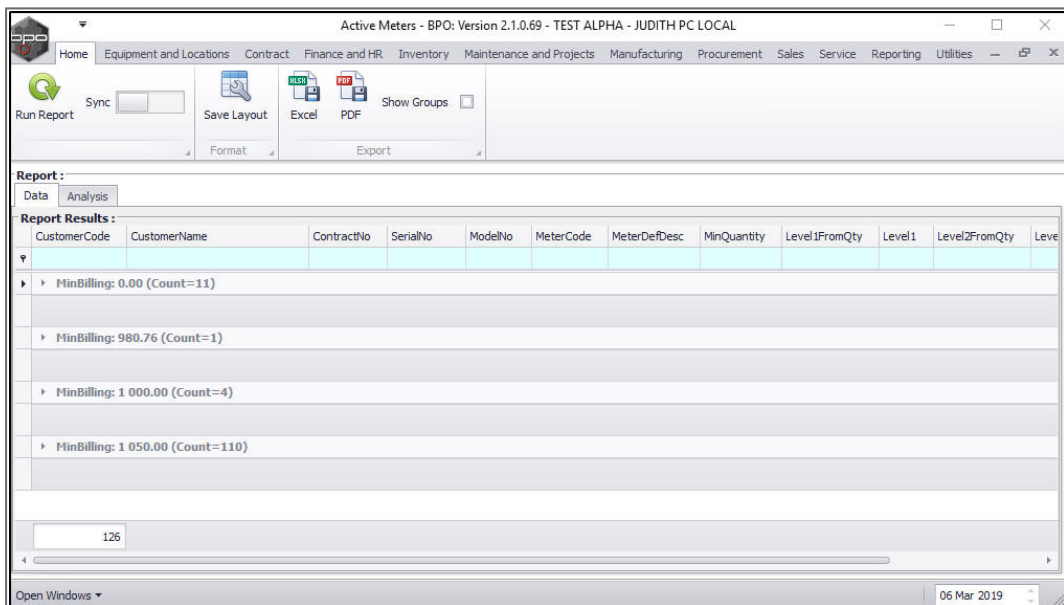 Active Meters - BPO: Version 2.1.0.69 - TEST ALPHA - JUDITH PC LOCAL
bpo
Home Equipment and Locations Contract Finance and HR Inventory Maintenance and Projects Manufacturing Procurement Sales Service Reporting Utilities
Run Report Sync Save Layout XLSX Excel PDF PDF Show Groups
Format Export
Report :
Data Analysis
Report Results :
CustomerCode CustomerName ContractNo SerialNo ModelNo MeterCode MeterDefDesc MinQuantity Level1FromQty Level1 Level2FromQty Leve
MinBilling: 0.00 (Count=11)
MinBilling: 980.76 (Count=1)
MinBilling: 1 000.00 (Count=4)
MinBilling: 1 050.00 (Count=110)
126
Open Windows 06 Mar 2019